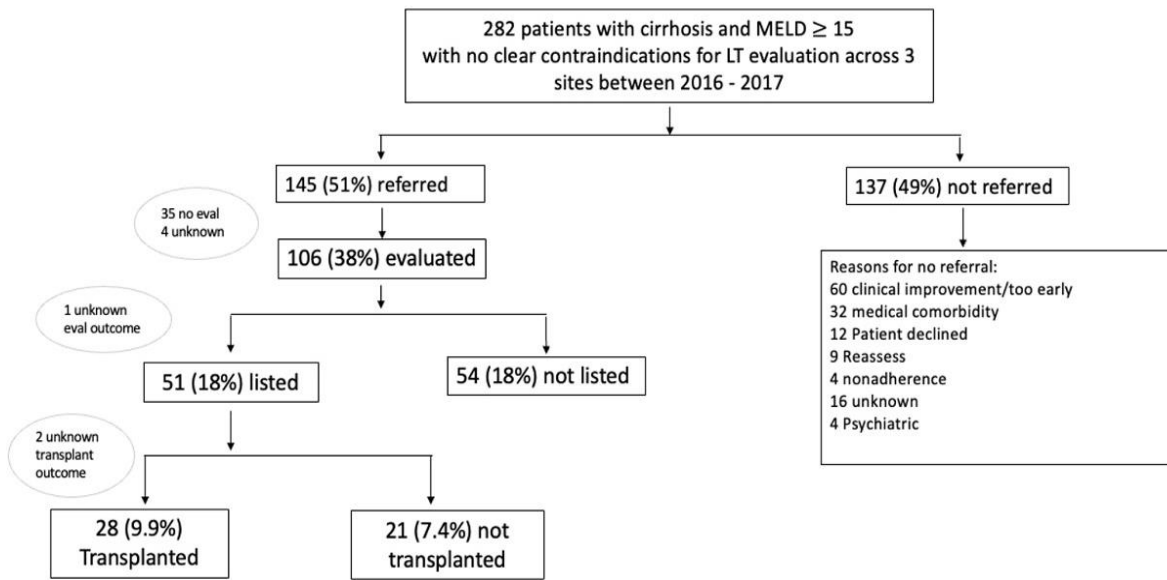 282 patients with cirrhosis and MELD ≥ 15
with no clear contraindications for LT evaluation across 3
sites between 2016 - 2017
145 (51%) referred
137 (49%) not referred
35 no eval
4 unknown
106 (38%) evaluated
Reasons for no referral:
60 clinical improvement/too early
32 medical comorbidity
12 Patient declined
9 Reassess
4 nonadherence
16 unknown
4 Psychiatric
1 unknown
eval outcome
51 (18%) listed
54 (18%) not listed
2 unknown
transplant
outcome
28 (9.9%)
Transplanted
21 (7.4%) not
transplanted